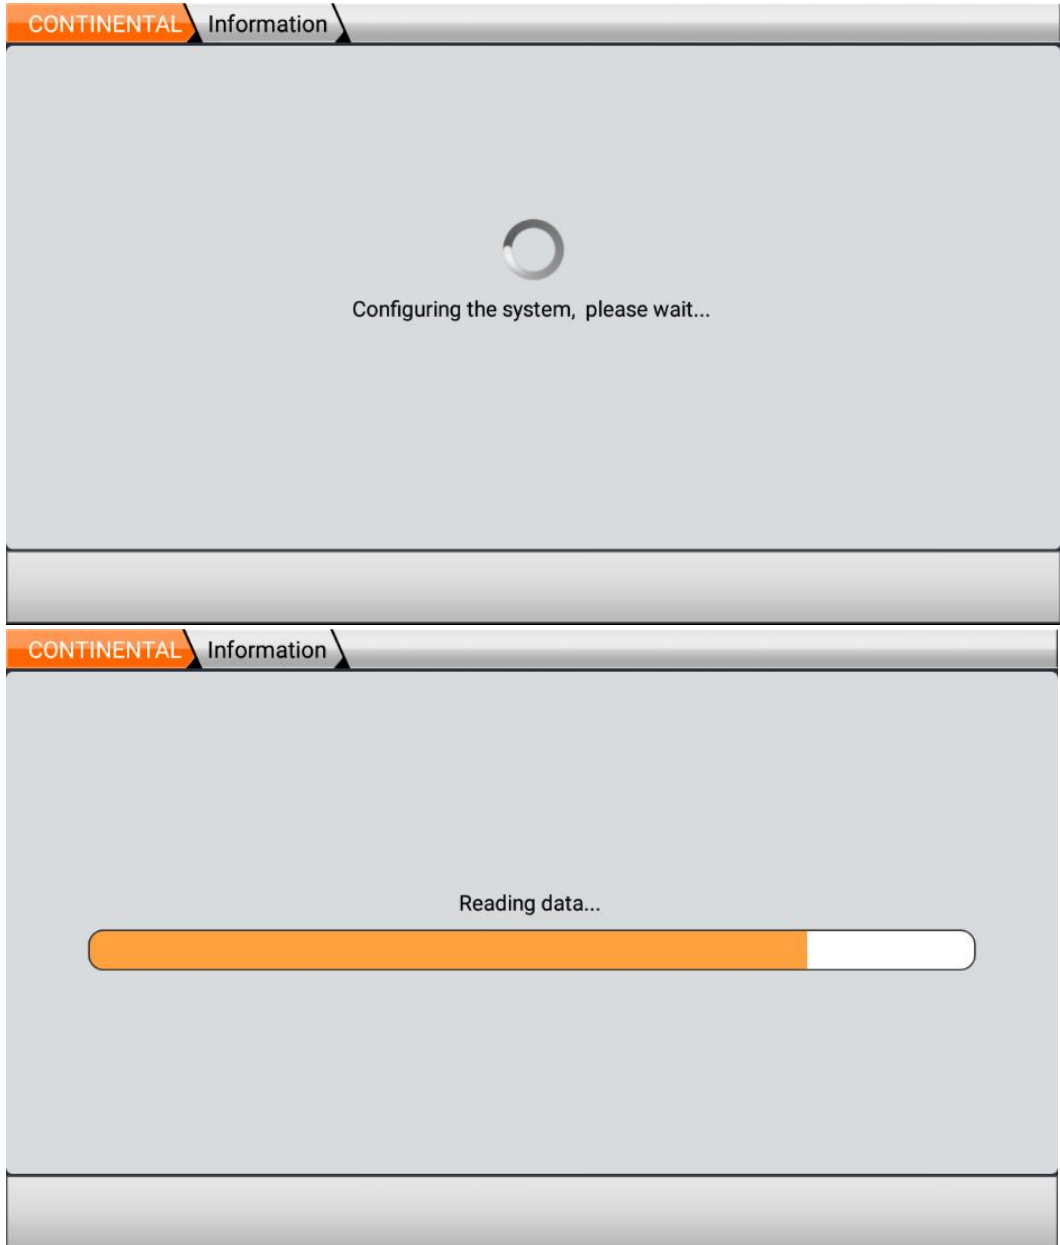 CONTINENTAL Information
Configuring the system, please wait...
CONTINENTAL Information
Reading data...